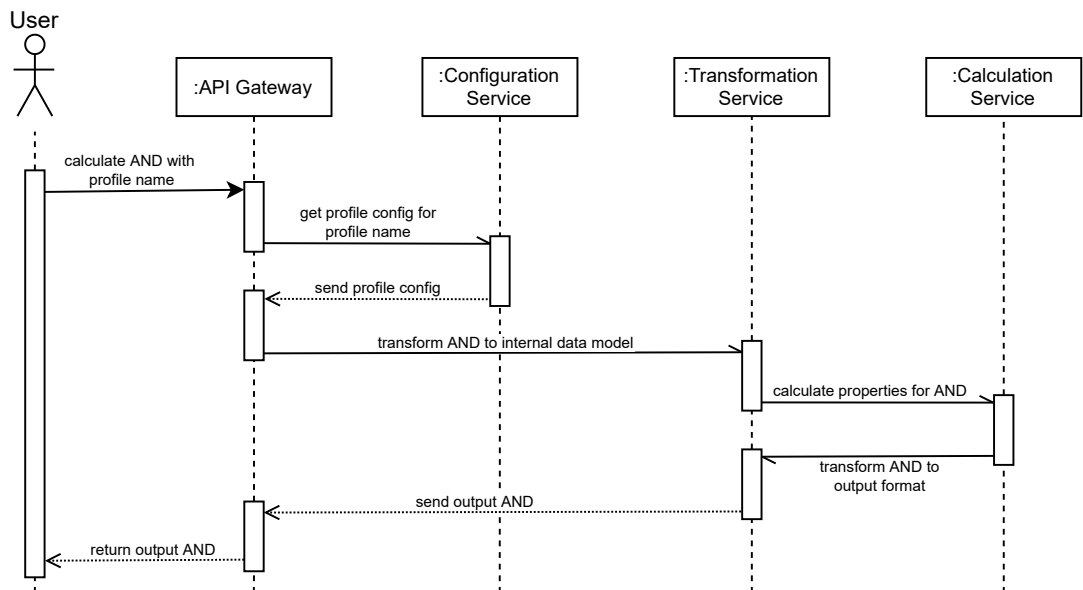 User
:API Gateway
:Configuration
Service
:Transformation
Service
:Calculation
Service
calculate AND with
profile name
get profile config for
profile name
send profile config
transform AND to internal data model
calculate properties for AND
transform AND to
output format
send output AND
return output AND